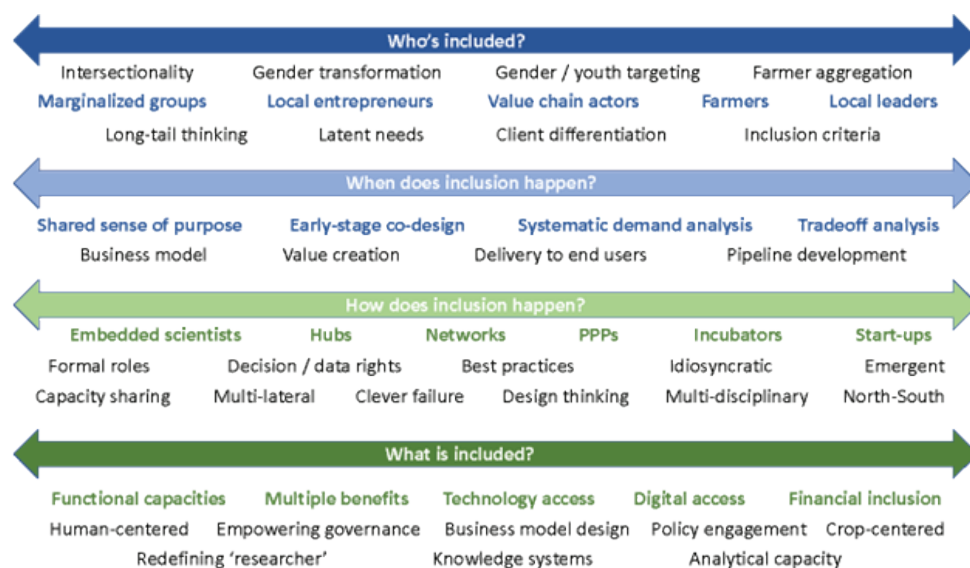 Who's included?
Intersectionality Gender transformation Gender / youth targeting Farmer aggregation
Marginalized groups Local entrepreneurs Value chain actors Farmers Local leaders
Long-tail thinking Latent needs Client differentiation Inclusion criteria
When does inclusion happen?
Shared sense of purpose Early-stage co-design Systematic demand analysis Tradeoff analysis
Business model Value creation Delivery to end users Pipeline development
How does inclusion happen?
Embedded scientists Hubs Networks PPPs Incubators Start-ups
Formal roles Decision / data rights Best practices Idiosyncratic Emergent
Capacity sharing Multi-lateral Clever failure Design thinking Multi-disciplinary North-South
What is included?
Functional capacities Multiple benefits Technology access Digital access Financial inclusion
Human-centered Empowering governance Business model design Policy engagement Crop-centered
Redefining ‘researcher’ Knowledge systems Analytical capacity